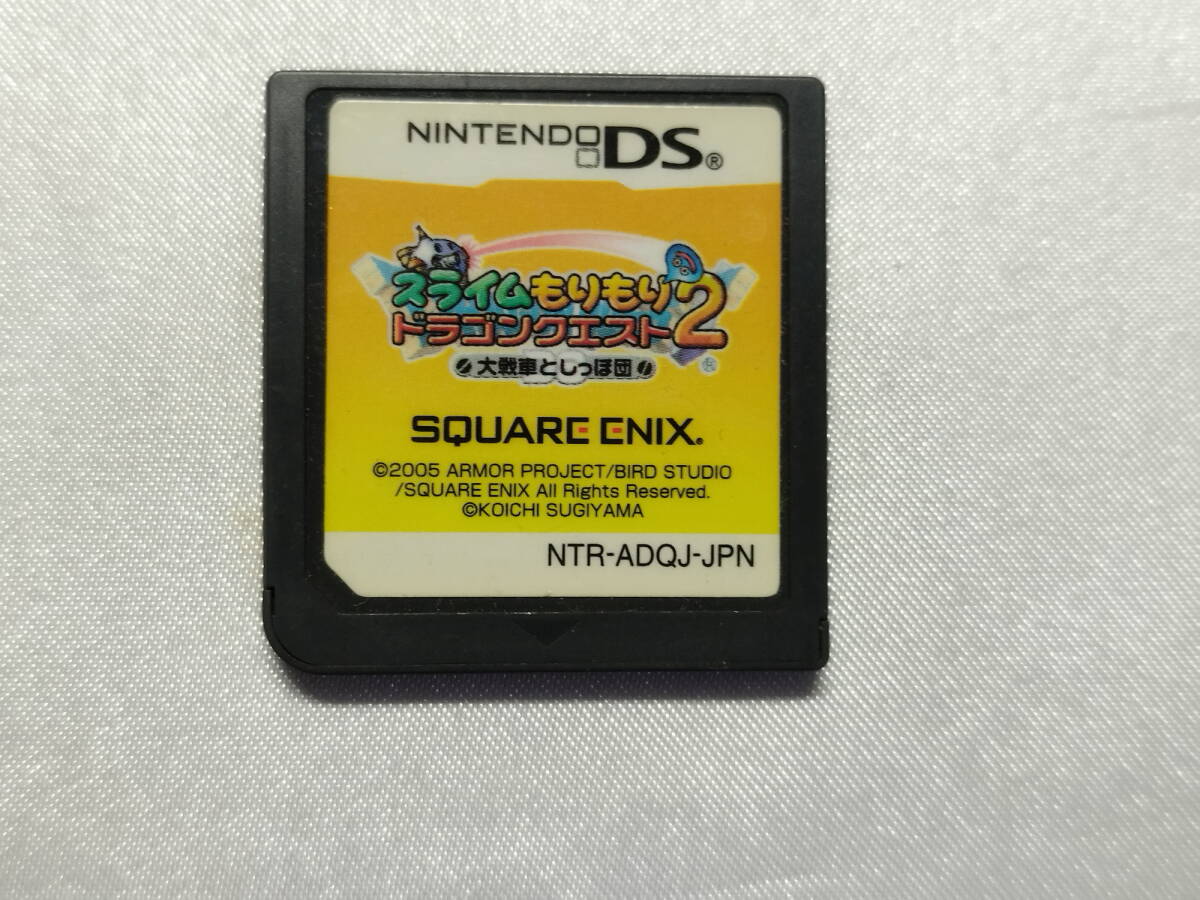 NINTENDO DS®
スライムもりもり
ドラゴンクエスト2
大戦車としっぽ団
®
SQUARE ENIX.
©2005 ARMOR PROJECT/BIRD STUDIO
/SQUARE ENIX All Rights Reserved.
©KOICHI SUGIYAMA
NTR-ADQJ-JPN